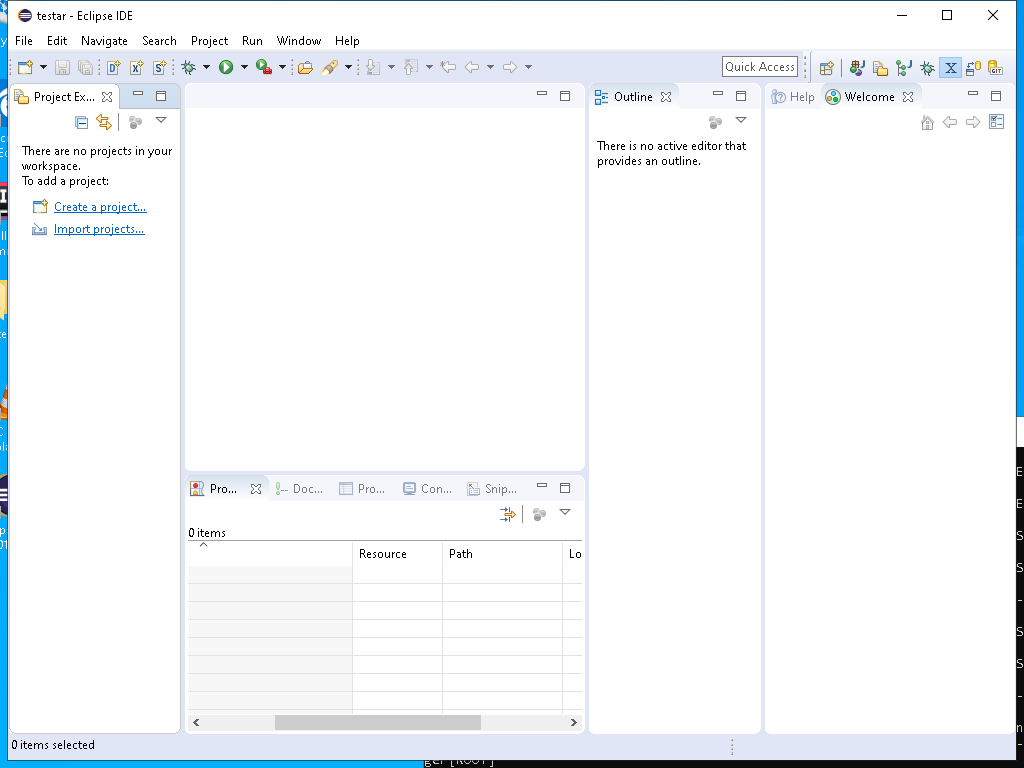 testar - Eclipse IDE
File Edit Navigate Search Project Run Window Help
Quick Access
Project Ex...
There are no projects in your
workspace.
To add a project:
Create a project...
Import projects...
Outline
There is no active editor that
provides an outline.
Help Welcome
Pro... Doc... Pro... Con... Snip...
0 items
Resource Path Lo
0 items selected